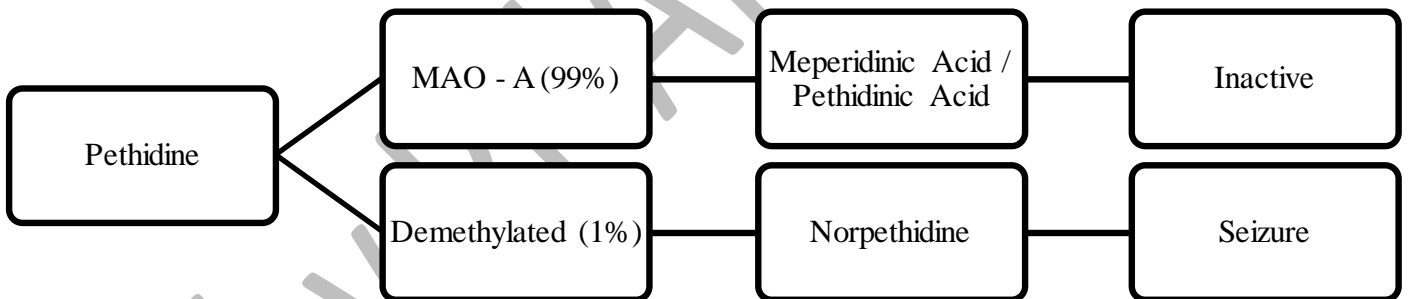 Pethidine
MAO - A (99%)
Meperidinic Acid /
Pethidinic Acid
Inactive
Demethylated (1%)
Norpethidine
Seizure